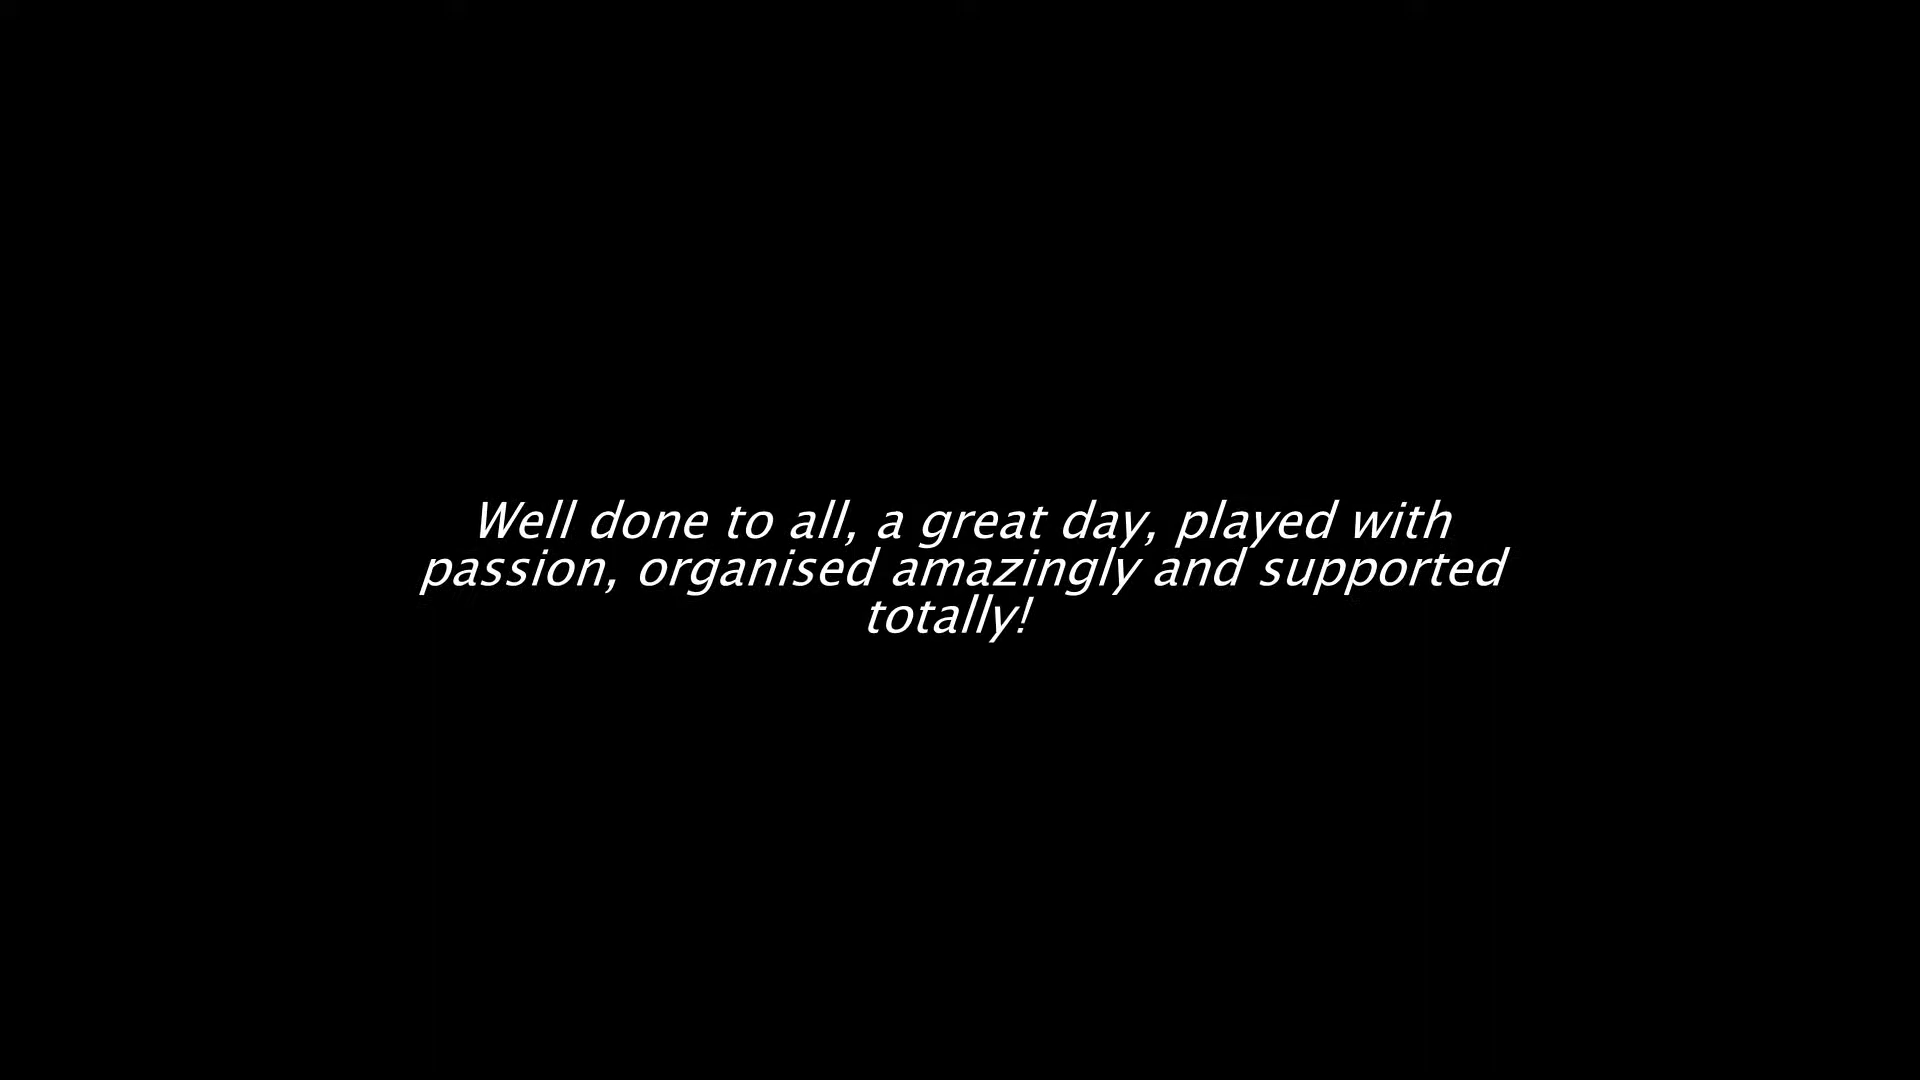 Well done to all, a great day, played with
passion, organised amazingly and supported
totally!